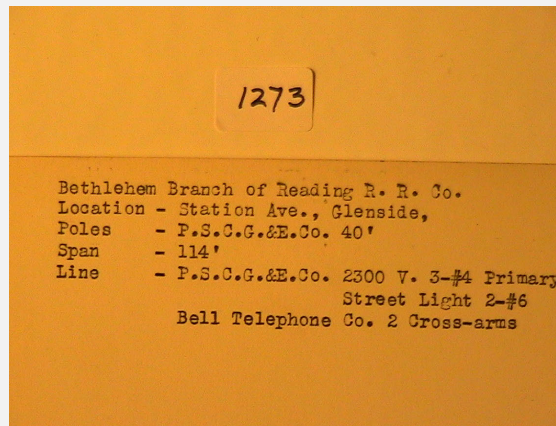 1273
Bethlehem Branch of Reading R. R. Co.
Location - Station Ave., Glenside,
Poles - P.S.C.G.&E.Co. 40'
Span - 114'
Line - P.S.C.G.&E.Co. 2300 V. 3-#4 Primary
Street Light 2-#6
Bell Telephone Co. 2 Cross-arms